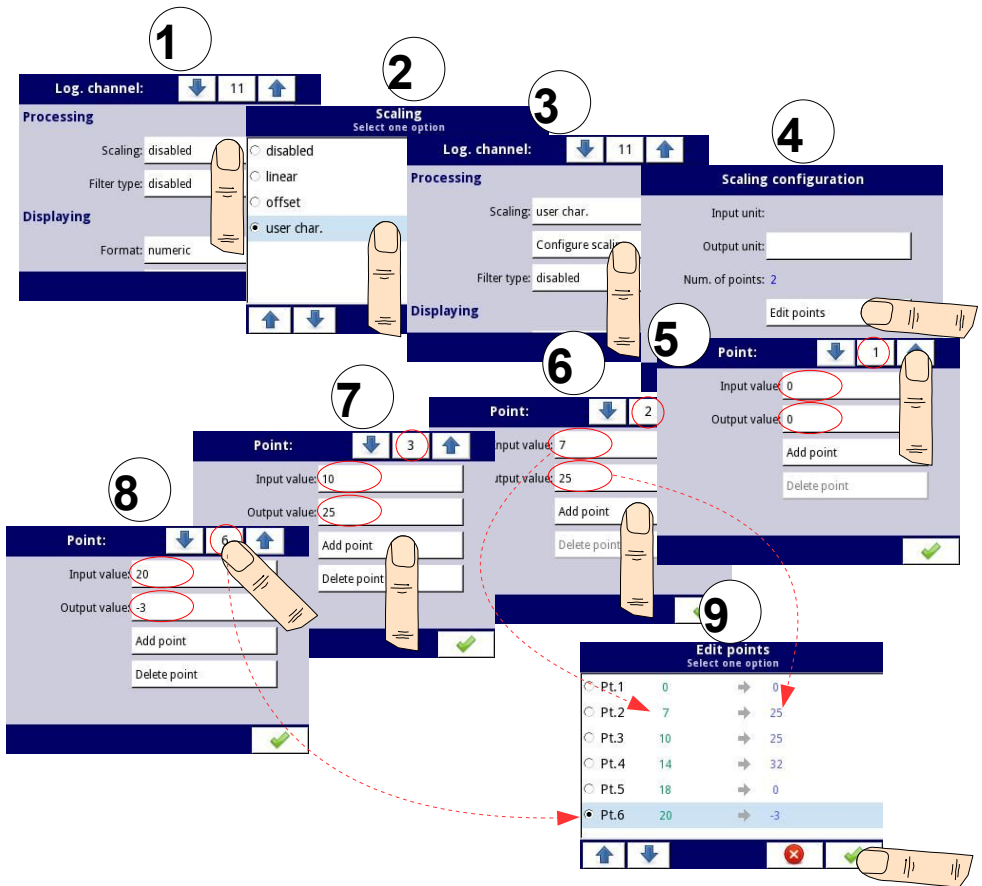 1
Log. channel: 11
Processing
Scaling: disabled
Filter type: disabled
Displaying
Format: numeric
2
Scaling
Select one option
disabled
linear
offset
user char.
3
Log. channel: 11
Processing
Scaling: user char.
Configure scalin
Filter type: disabled
Displaying
4
Scaling configuration
Input unit:
Output unit:
Num. of points: 2
Edit points
5
Point: 1
Input value: 0
Output value: 0
Add point
Delete point
6
Point: 2
nput value: 7
utput value: 25
Add point
Delete point
7
Point: 3
Input value: 10
Output value: 25
Add point
Delete point
8
Point: 6
Input value: 20
Output value: -3
Add point
Delete point
9
Edit points
Select one option
Pt.1 0 0
Pt.2 7 25
Pt.3 10 25
Pt.4 14 32
Pt.5 18 0
Pt.6 20 -3